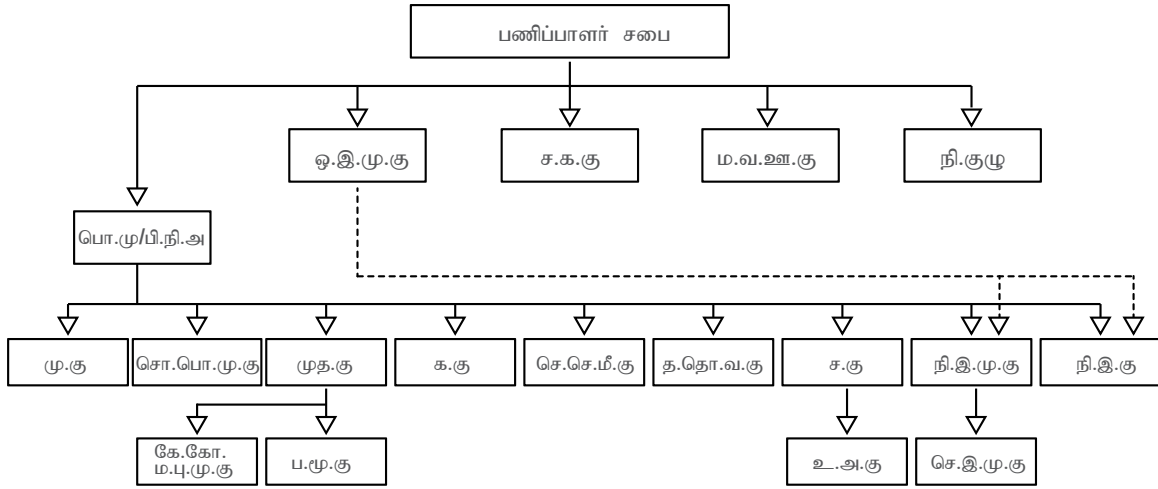 பணிப்பாளர் சபை
ஒ.இ.மு.கு
ச.க.கு
ம.வ.ஊ.கு
நி.குழு
பொ.மு/பி.நி.அ
மு.கு
சொ.பொ.மு.கு
முத.கு
க.கு
செ.செ.மீ.கு
த.தொ.வ.கு
ச.கு
நி.இ.மு.கு
நி.இ.கு
கே.கோ.
ம.பு.மு.கு
ப.மூ.கு
உ.அ.கு
செ.இ.மு.கு